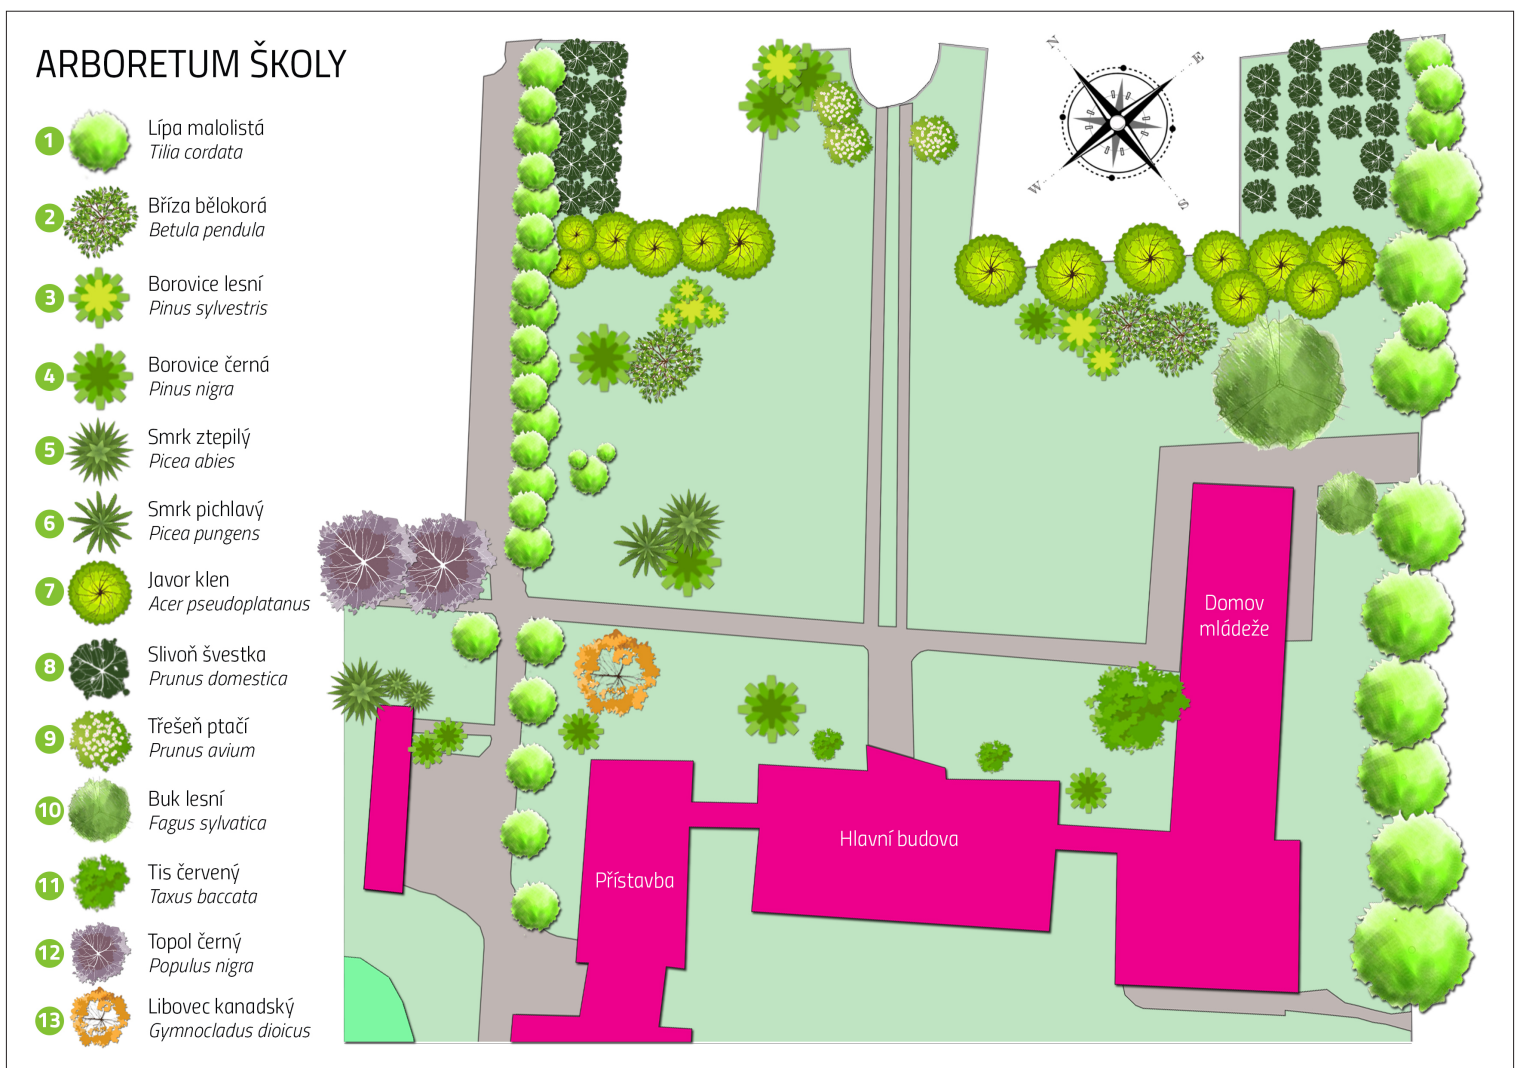 ARBORETUM ŠKOLY
1
Lípa malolistá
Tilia cordata
2
Bříza bělokorá
Betula pendula
3
Borovice lesní
Pinus sylvestris
4
Borovice černá
Pinus nigra
5
Smrk ztepilý
Picea abies
6
Smrk pichlavý
Picea pungens
7
Javor klen
Acer pseudoplatanus
8
Slivoň švestka
Prunus domestica
9
Třešeň ptačí
Prunus avium
10
Buk lesní
Fagus sylvatica
11
Tis červený
Taxus baccata
12
Topol černý
Populus nigra
13
Libovec kanadský
Gymnocladus dioicus
N
E
W
S
Domov
mládeže
Hlavní budova
Přístavba